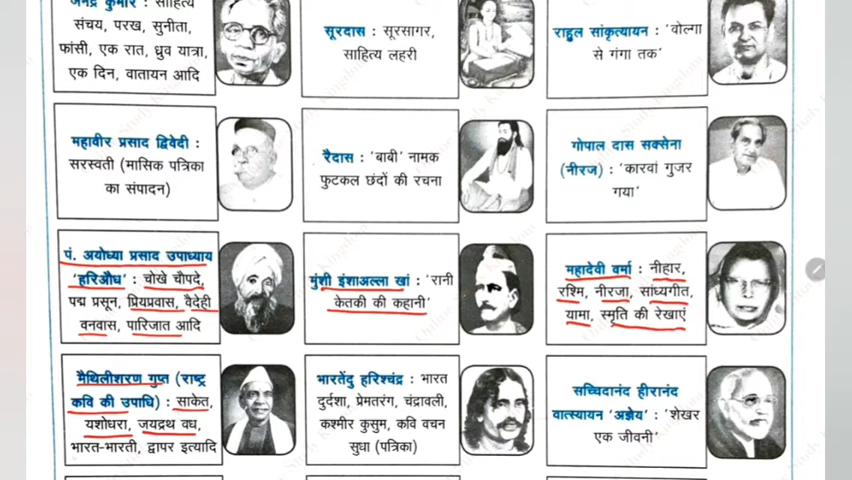 जैनेंद्र कुमार : साहित्य
संचय, परख, सुनीता,
फांसी, एक रात, ध्रुव यात्रा,
एक दिन, वातायन आदि
सूरदास : सूरसागर,
साहित्य लहरी
राहुल सांकृत्यायन : 'वोल्गा
से गंगा तक'
महावीर प्रसाद द्विवेदी :
सरस्वती (मासिक पत्रिका
का संपादन)
रैदास : 'बाबी' नामक
फुटकल छंदों की रचना
गोपाल दास सक्सेना
(नीरज) : 'कारवां गुजर
गया'
पं. अयोध्या प्रसाद उपाध्याय
'हरिऔध' : चोखे चौपदे,
पद्म प्रसून, प्रियप्रवास, वैदेही
वनवास, पारिजात आदि
मुंशी इंशाअल्ला खां : 'रानी
केतकी की कहानी'
महादेवी वर्मा : नीहार,
रश्मि, नीरजा, सांध्यगीत,
यामा, स्मृति की रेखाएं
मैथिलीशरण गुप्त (राष्ट्र
कवि की उपाधि) : साकेत,
यशोधरा, जयद्रथ वध,
भारत-भारती, द्वापर इत्यादि
भारतेंदु हरिश्चंद्र : भारत
दुर्दशा, प्रेमतरंग, चंद्रावली,
कश्मीर कुसुम, कवि वचन
सुधा (पत्रिका)
सच्चिदानंद हीरानंद
वात्स्यायन 'अज्ञेय' : 'शेखर
एक जीवनी'